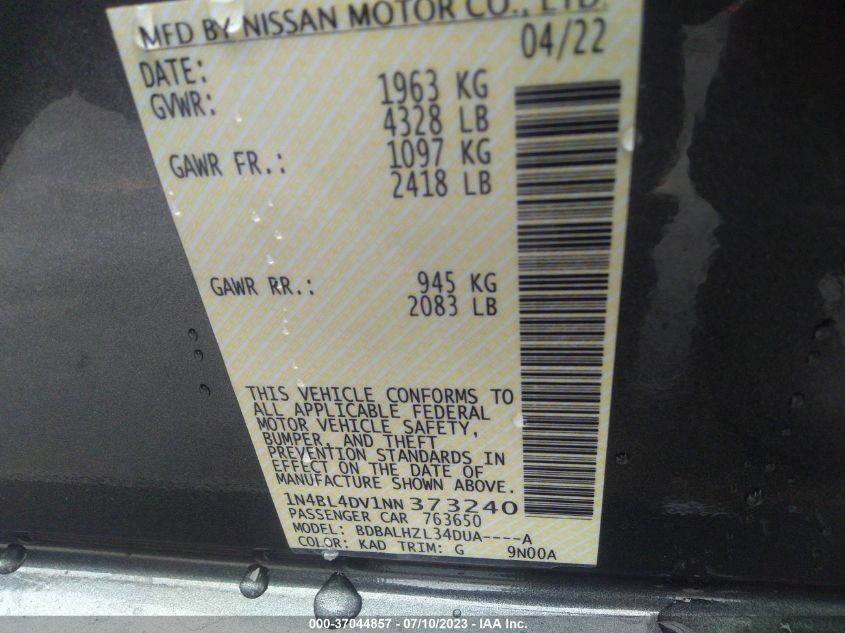 MFD BY NISSAN MOTOR CO., LTD.
DATE: 04/22
GVWR: 1963 KG
4328 LB
GAWR FR.: 1097 KG
2418 LB
GAWR RR.: 945 KG
2083 LB
THIS VEHICLE CONFORMS TO
ALL APPLICABLE FEDERAL
MOTOR VEHICLE SAFETY,
BUMPER, AND THEFT
PREVENTION STANDARDS IN
EFFECT ON THE DATE OF
MANUFACTURE SHOWN ABOVE.
1N4BL4DV1NN373240
PASSENGER CAR 763650
MODEL: BDBALHZL34DUA----A
COLOR: KAD TRIM: G 9N00A
000-37044857 - 07/10/2023 - IAA Inc.